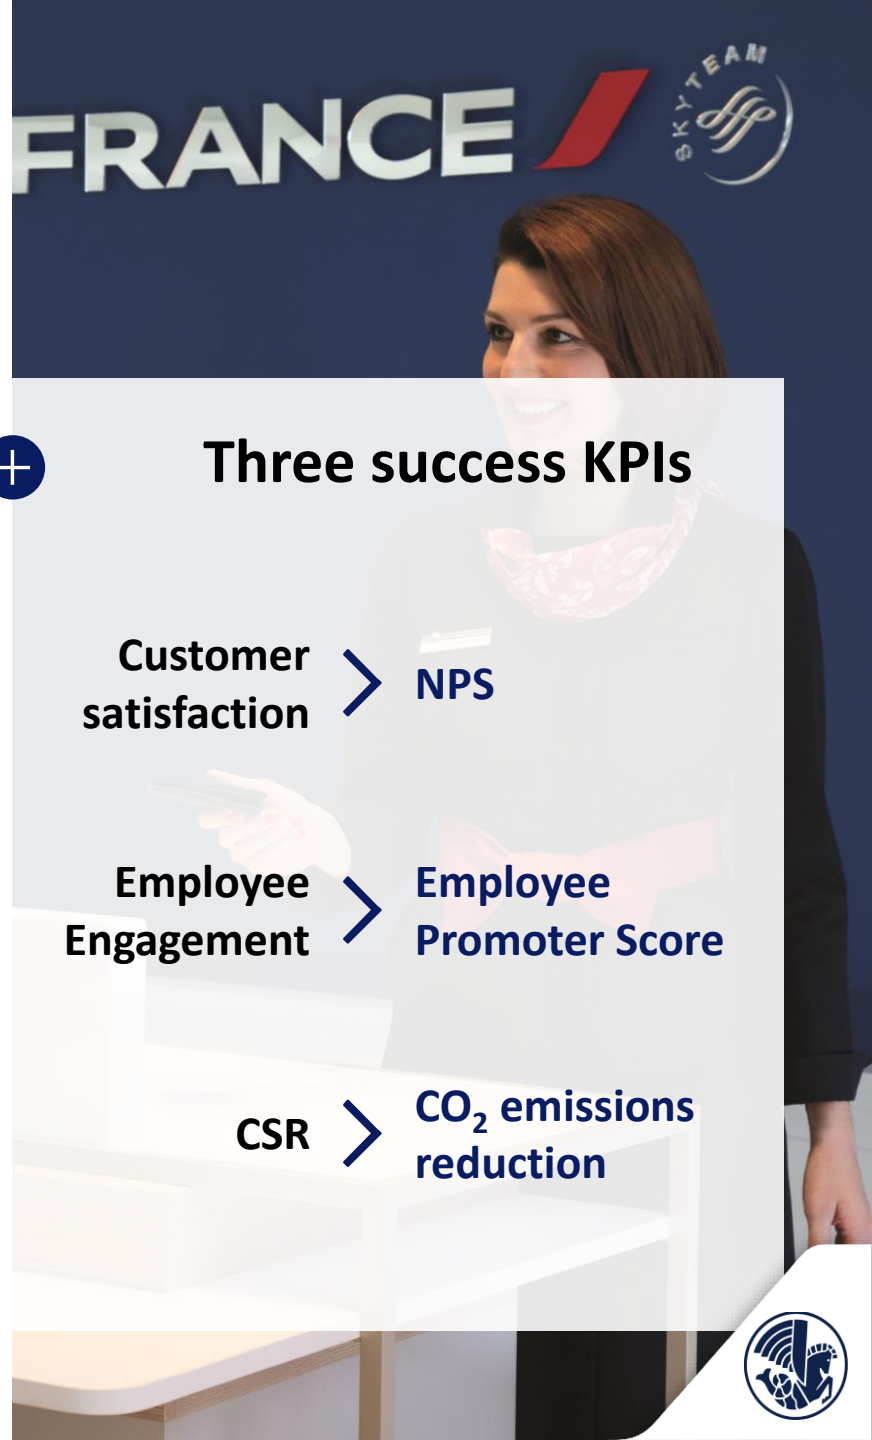 FRANCE
SKYTEAM
Three success KPIs
Customer
satisfaction
NPS
Employee
Engagement
Employee
Promoter Score
CSR
CO₂ emissions
reduction